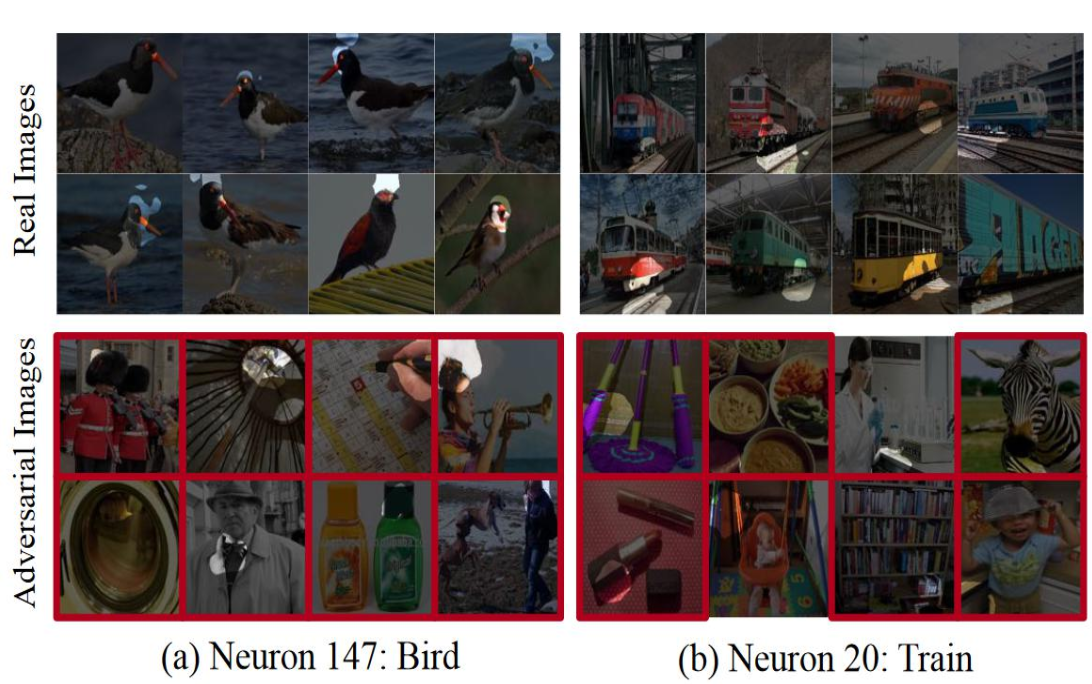 Real Images
Adversarial Images
(a) Neuron 147: Bird
(b) Neuron 20: Train